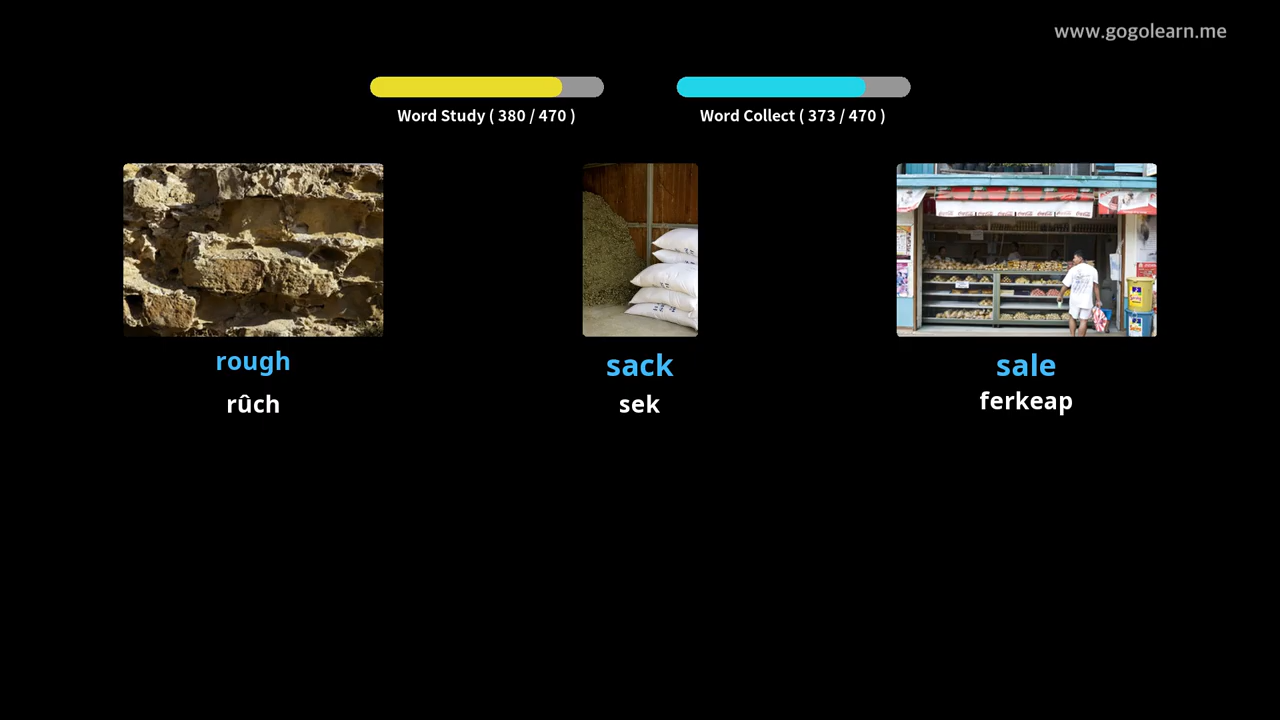 www.gogolearn.me
Word Study ( 380 / 470 )
Word Collect ( 373 / 470 )
rough
rûch
sack
sek
sale
ferkeap